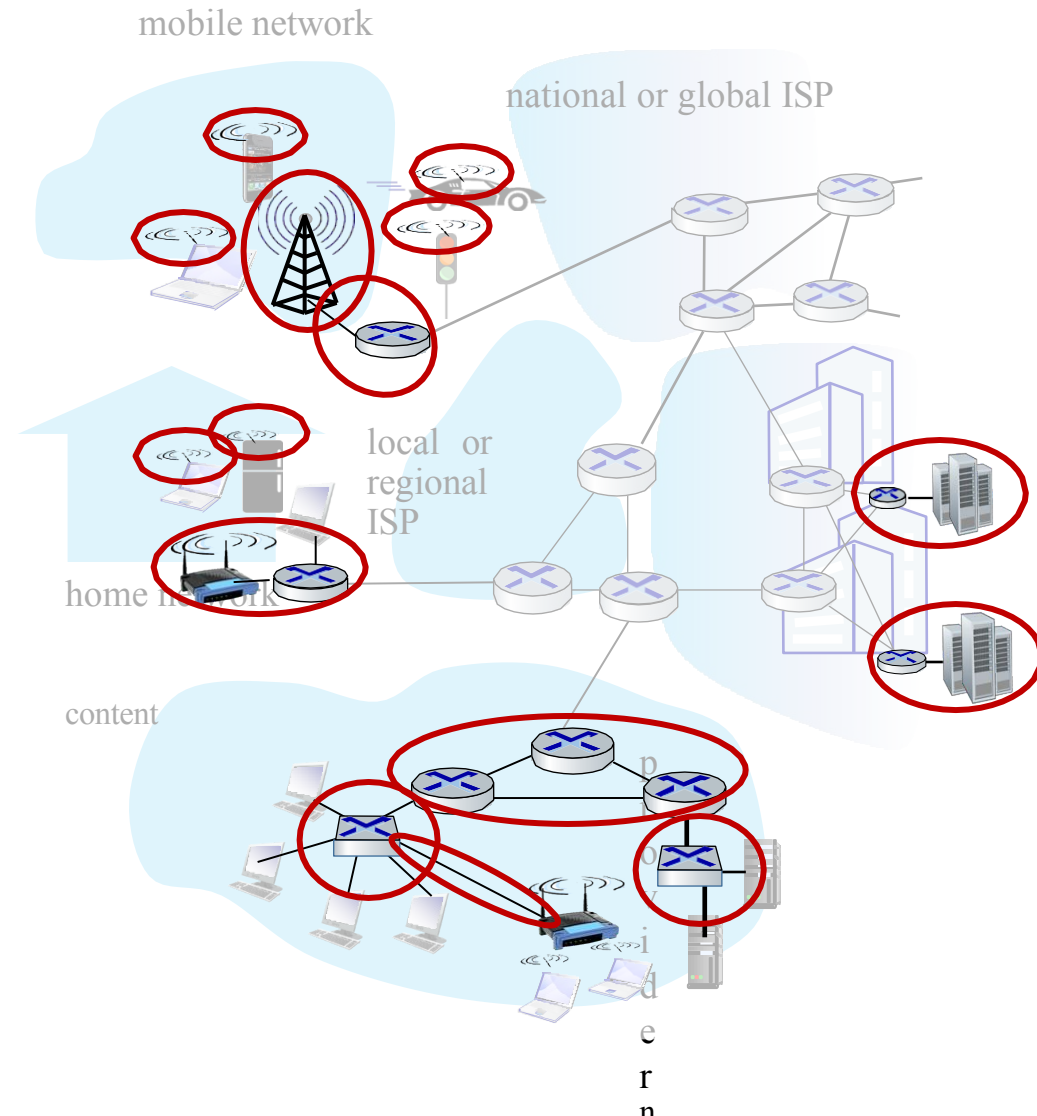 mobile network
national or global ISP
local or
regional
ISP
home network
content
p
r
o
v
i
d
e
r
n